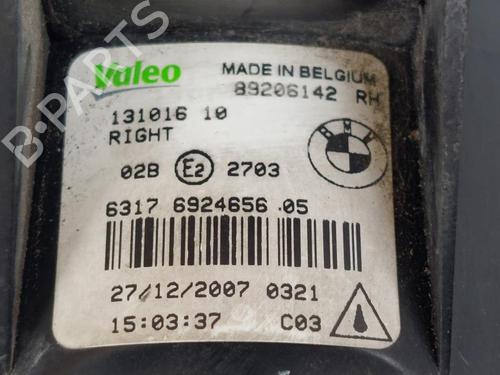 Valeo MADE IN BELGIUM
89206142 RH
131016 10
RIGHT
02B E2 2703
6317 6924656.05
27/12/2007 0321
15:03:37 C03
B-PARTS